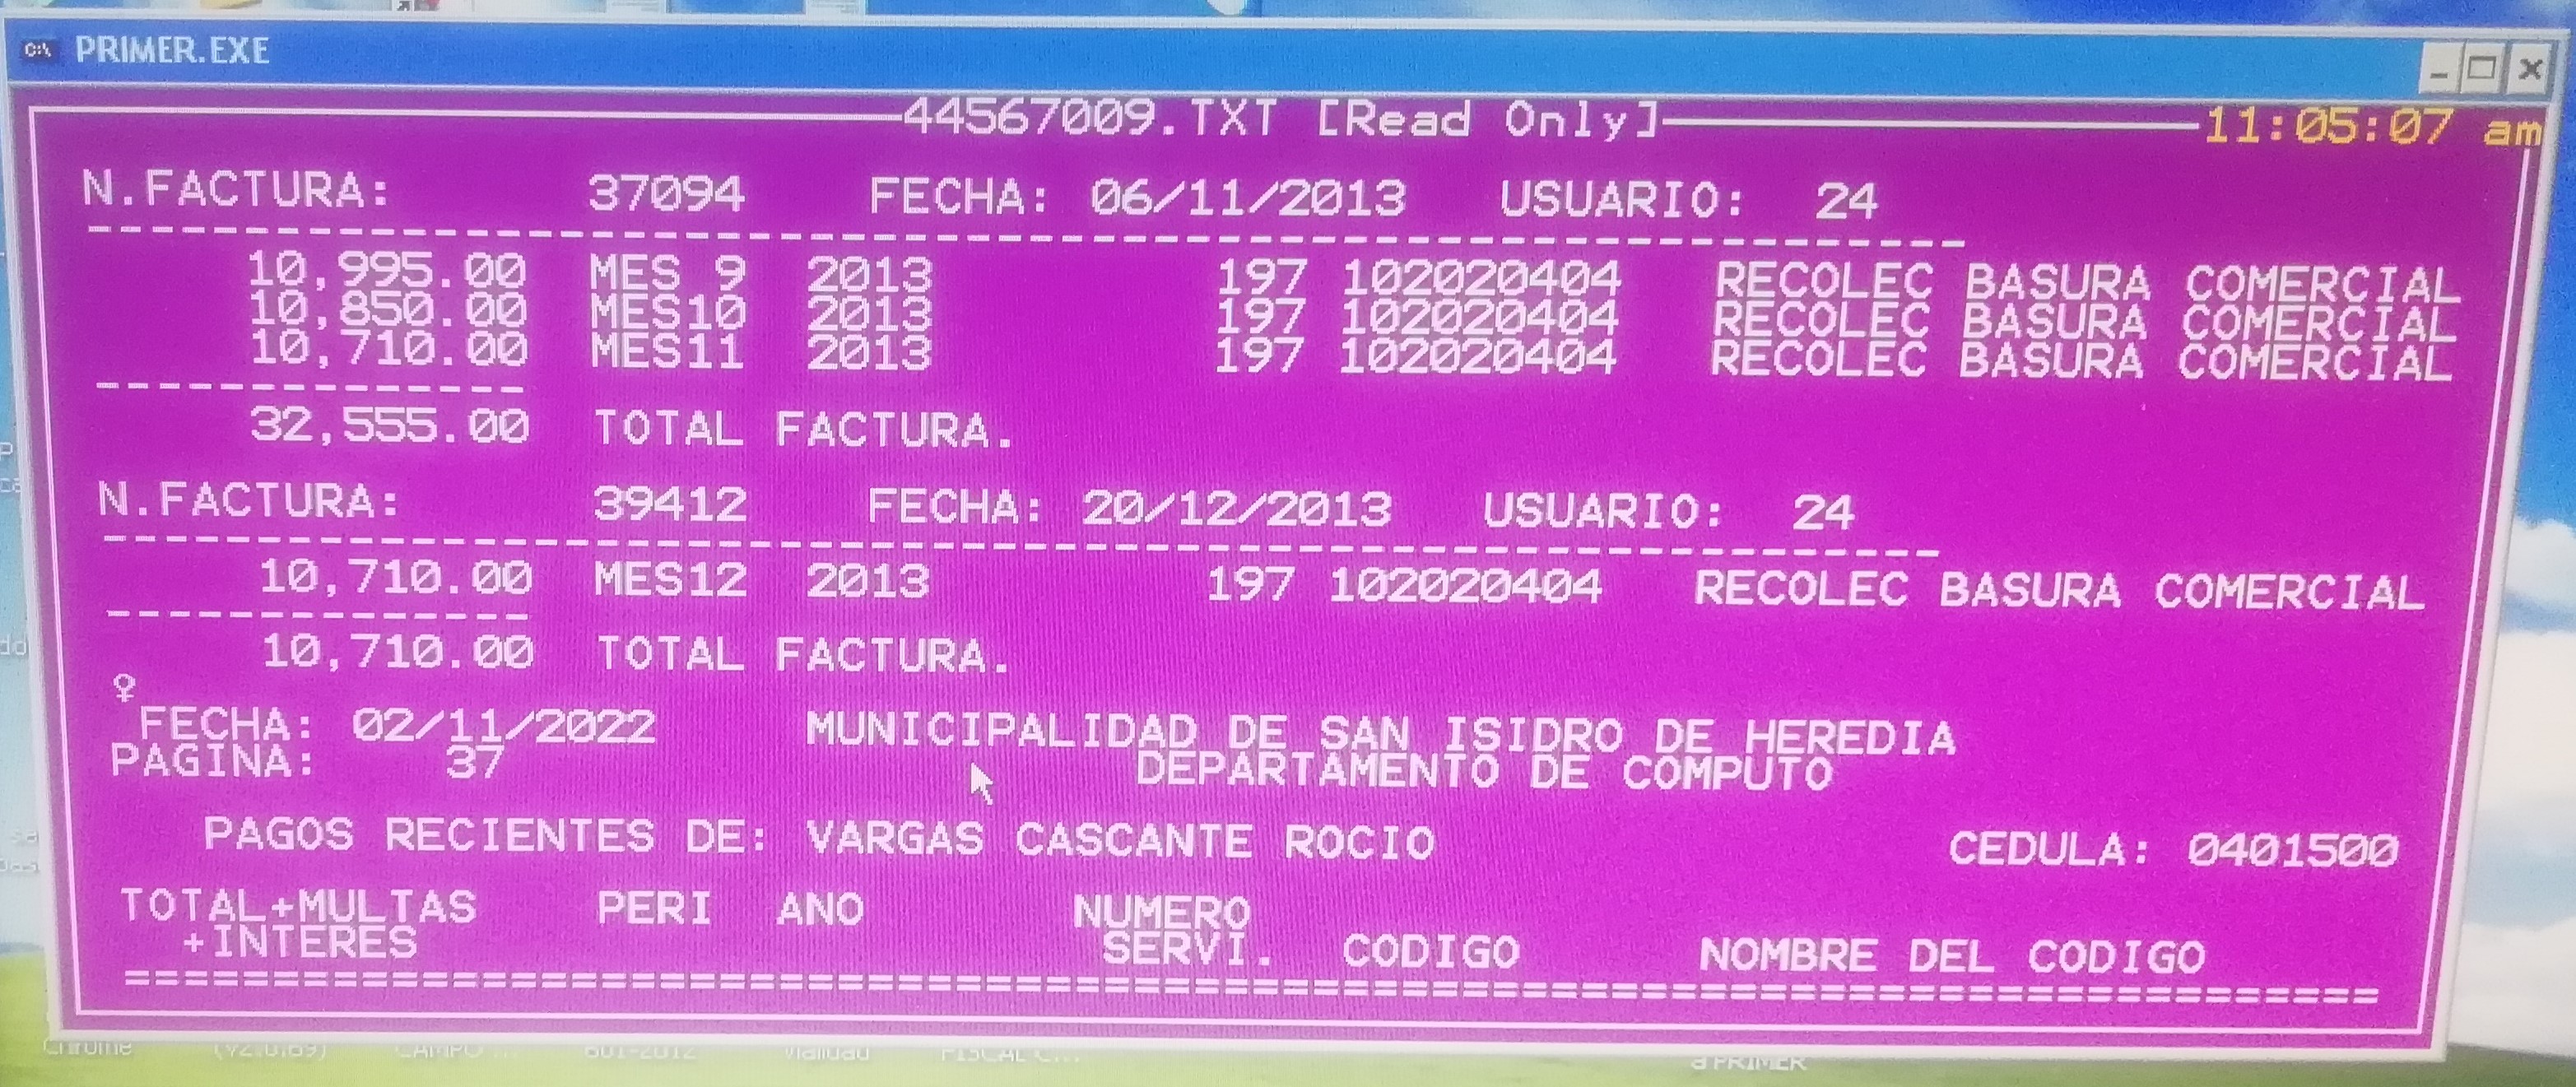 PRIMER.EXE
44567009.TXT [Read Only] 11:05:07 am
N.FACTURA: 37094 FECHA: 06/11/2013 USUARIO: 24
------------------------------------------------------------
10,995.00 MES 9 2013 197 102020404 RECOLEC BASURA COMERCIAL
10,850.00 MES10 2013 197 102020404 RECOLEC BASURA COMERCIAL
10,710.00 MES11 2013 197 102020404 RECOLEC BASURA COMERCIAL
--------------
32,555.00 TOTAL FACTURA.
N.FACTURA: 39412 FECHA: 20/12/2013 USUARIO: 24
------------------------------------------------------------
10,710.00 MES12 2013 197 102020404 RECOLEC BASURA COMERCIAL
--------------
10,710.00 TOTAL FACTURA.
♀
FECHA: 02/11/2022 MUNICIPALIDAD DE SAN ISIDRO DE HEREDIA
PAGINA: 37 DEPARTAMENTO DE COMPUTO
PAGOS RECIENTES DE: VARGAS CASCANTE ROCIO CEDULA: 0401500
TOTAL+MULTAS PERI ANO NUMERO
+INTERES SERVI. CODIGO NOMBRE DEL CODIGO
===========================================================================
Chrome (v2.0.69) CAMPO 601-2012 Vialidad FISCAL C... a PRIMER